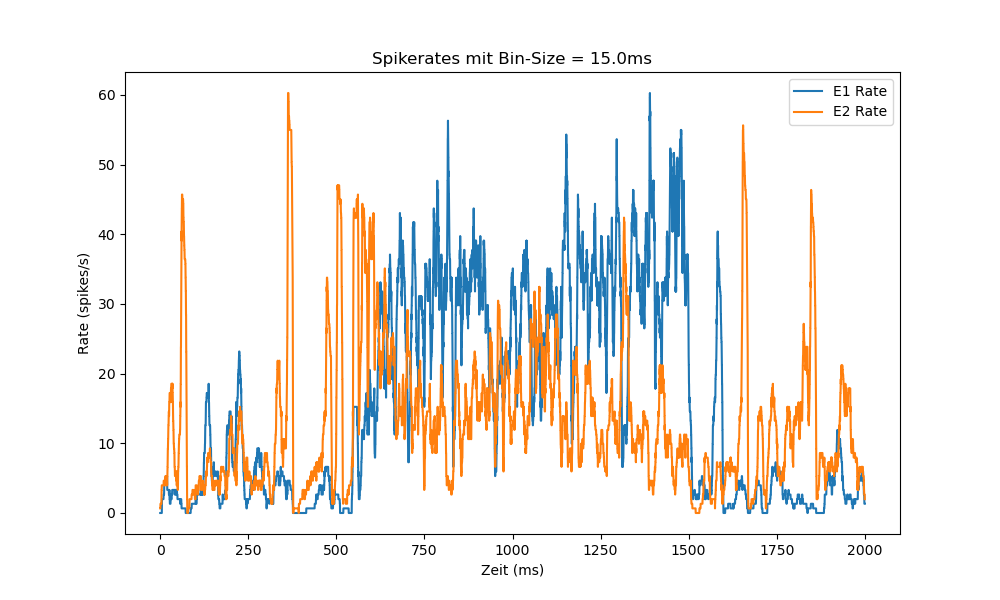 Spikerates mit Bin-Size = 15.0ms
E1 Rate
E2 Rate
Rate (spikes/s)
60
50
40
30
20
10
0
0 250 500 750 1000 1250 1500 1750 2000
Zeit (ms)